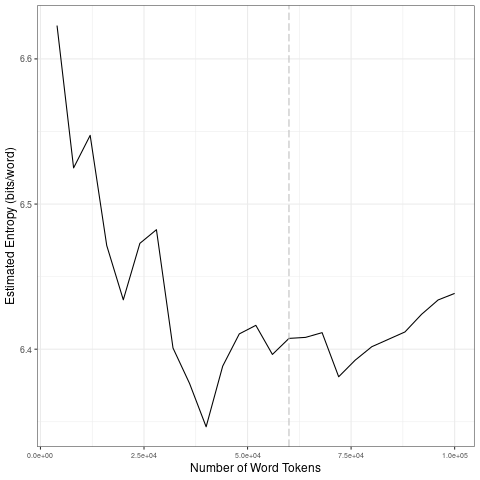 6.6
6.5
6.4
Estimated Entropy (bits/word)
0.0e+00 2.5e+04 5.0e+04 7.5e+04 1.0e+05
Number of Word Tokens